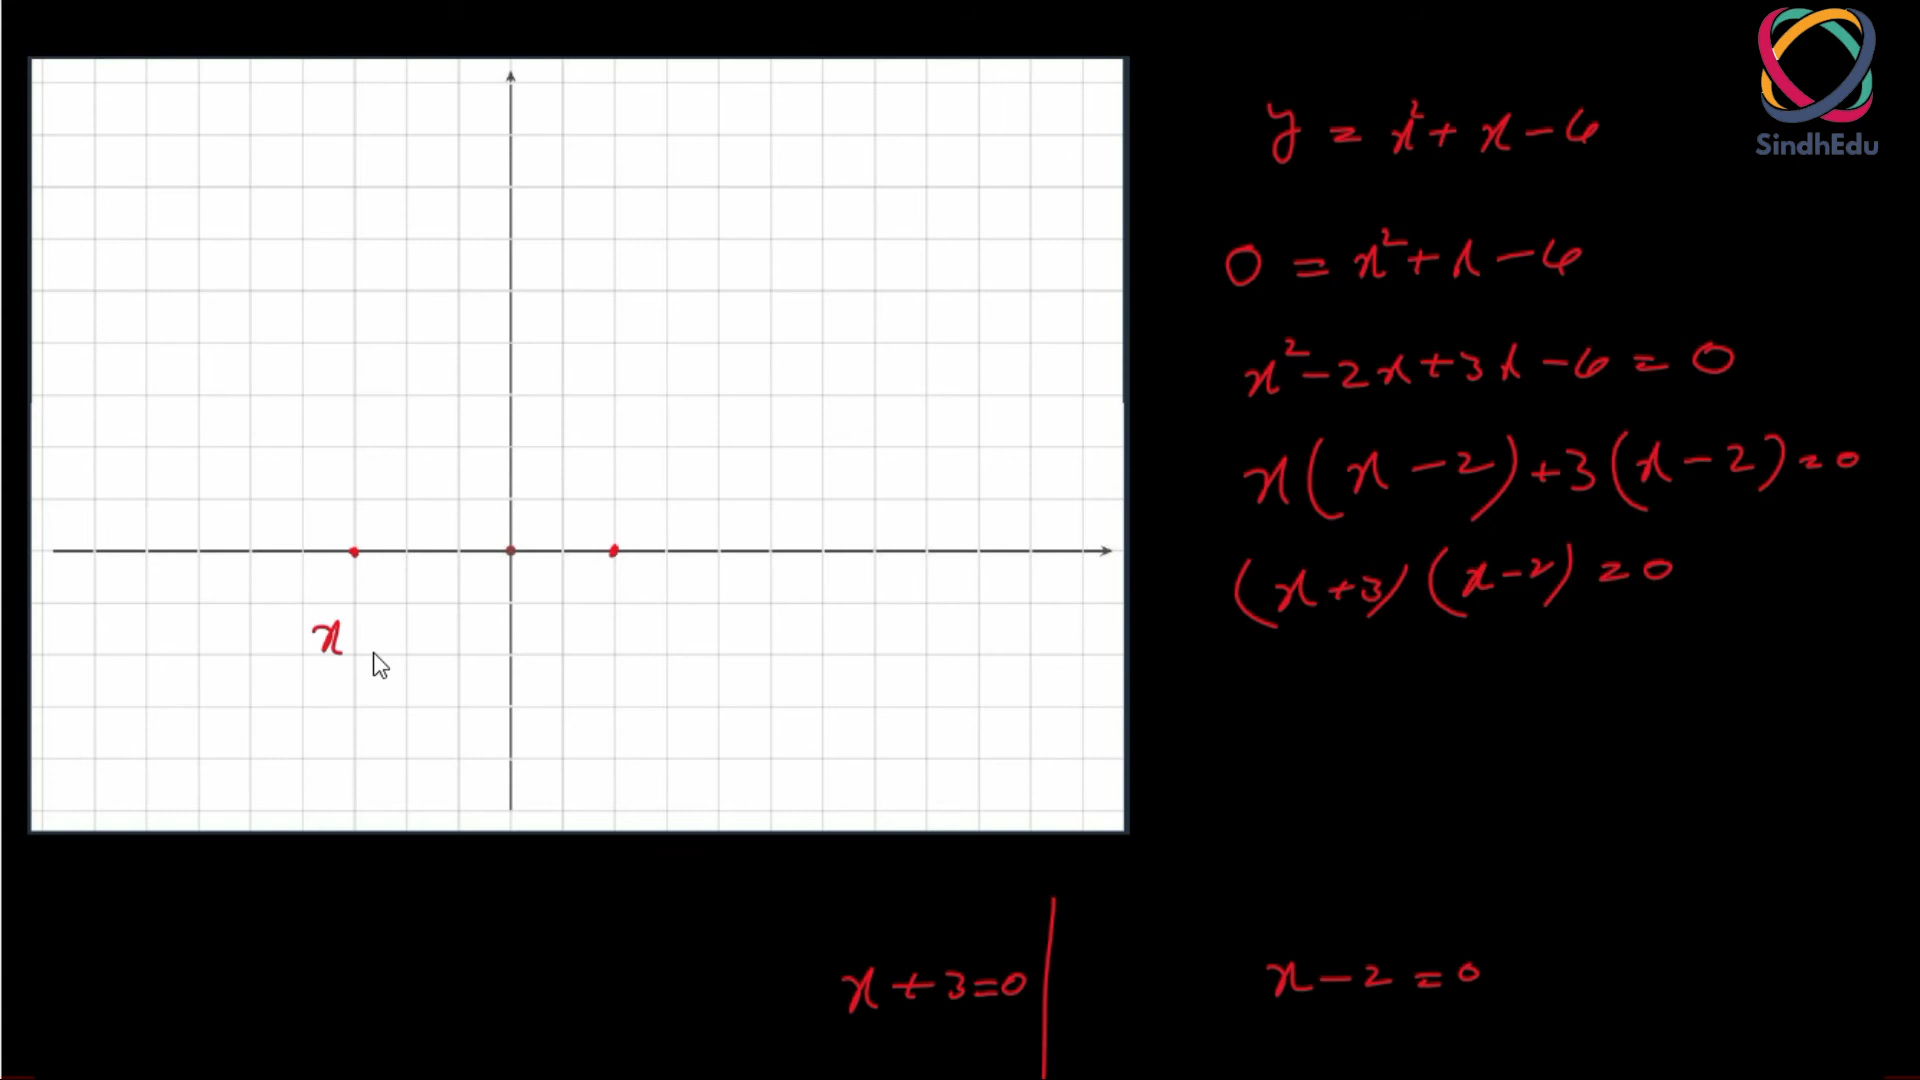 SindhEdu
y = x² + x - 6
0 = x² + x - 6
x² - 2x + 3x - 6 = 0
x(x - 2) + 3(x - 2) = 0
(x + 3)(x - 2) = 0
x
x + 3 = 0
x - 2 = 0